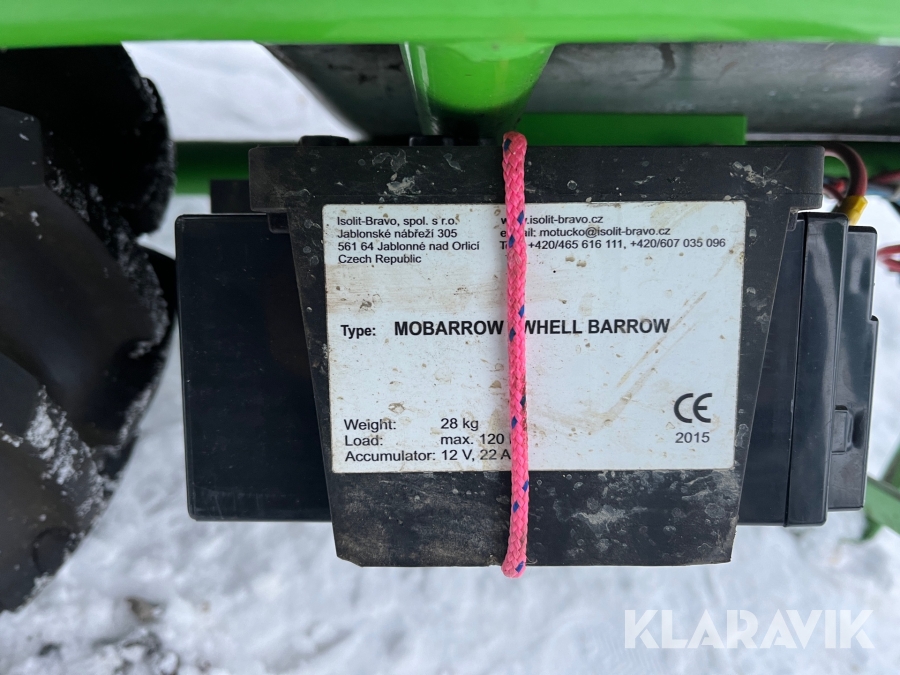 Isolit-Bravo, spol. s r.o.
Jablonské nábřeží 305
561 64 Jablonné nad Orlicí
Czech Republic
.isolit-bravo.cz
motucko@isolit-bravo.cz
+420/465 616 111, +420/607 035 096
Type: MOBARROW WHELL BARROW
Weight: 28 kg
Load: max. 120
Accumulator: 12 V, 22 A
CE
2015
KLARAVIK